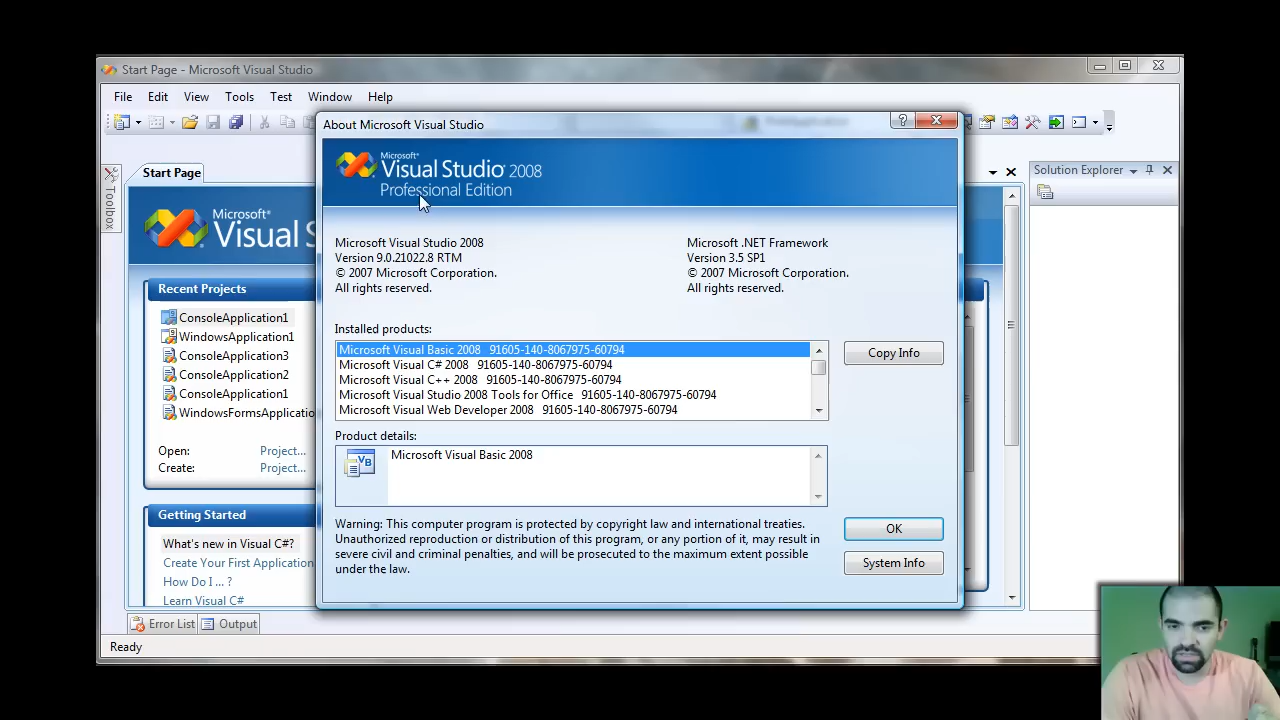 Start Page - Microsoft Visual Studio
File Edit View Tools Test Window Help
About Microsoft Visual Studio
Toolbox
Start Page
Microsoft®
Visual S
Recent Projects
ConsoleApplication1
WindowsApplication1
ConsoleApplication3
ConsoleApplication2
ConsoleApplication1
WindowsFormsApplicatio
Open: Project...
Create: Project...
Getting Started
What's new in Visual C#?
Create Your First Application
How Do I ... ?
Learn Visual C#
Microsoft®
Visual Studio® 2008
Professional Edition
Microsoft Visual Studio 2008
Version 9.0.21022.8 RTM
© 2007 Microsoft Corporation.
All rights reserved.
Microsoft .NET Framework
Version 3.5 SP1
© 2007 Microsoft Corporation.
All rights reserved.
Installed products:
Microsoft Visual Basic 2008 91605-140-8067975-60794
Microsoft Visual C# 2008 91605-140-8067975-60794
Microsoft Visual C++ 2008 91605-140-8067975-60794
Microsoft Visual Studio 2008 Tools for Office 91605-140-8067975-60794
Microsoft Visual Web Developer 2008 91605-140-8067975-60794
Copy Info
Product details:
VB
Microsoft Visual Basic 2008
Warning: This computer program is protected by copyright law and international treaties.
Unauthorized reproduction or distribution of this program, or any portion of it, may result in
severe civil and criminal penalties, and will be prosecuted to the maximum extent possible
under the law.
OK
System Info
Solution Explorer
Error List Output
Ready